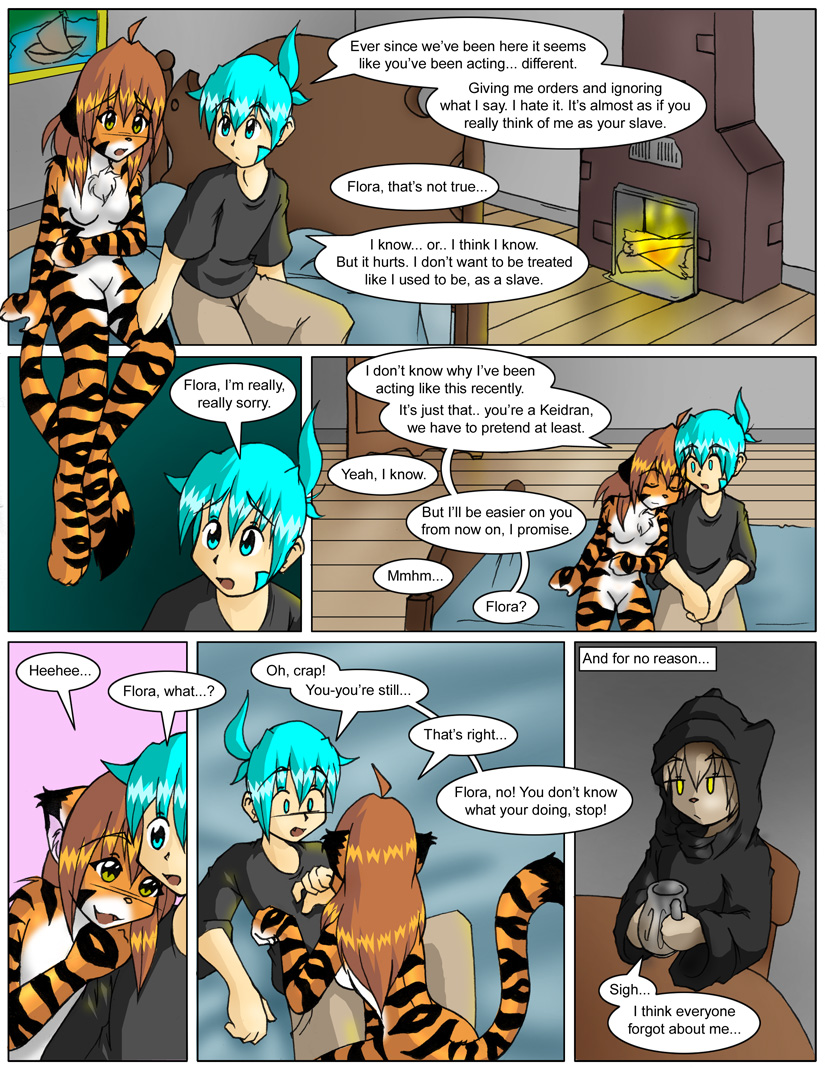 Ever since we've been here it seems
like you've been acting... different.
Giving me orders and ignoring
what I say. I hate it. It's almost as if you
really think of me as your slave.
Flora, that's not true...
I know... or.. I think I know.
But it hurts. I don't want to be treated
like I used to be, as a slave.
Flora, I'm really,
really sorry.
I don't know why I've been
acting like this recently.
It's just that.. you're a Keidran,
we have to pretend at least.
Yeah, I know.
But I'll be easier on you
from now on, I promise.
Mmhm...
Flora?
Heehee...
Flora, what...?
Oh, crap!
You-you're still...
That's right...
Flora, no! You don't know
what your doing, stop!
And for no reason...
Sigh...
I think everyone
forgot about me...